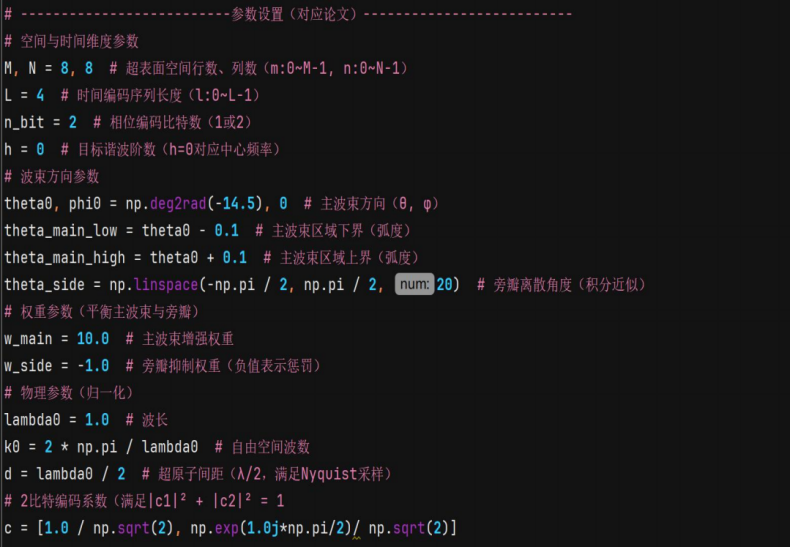 # --------------------------参数设置（对应论文）--------------------------
# 空间与时间维度参数
M, N = 8, 8  # 超表面空间行数、列数（m:0~M-1, n:0~N-1）
L = 4  # 时间编码序列长度（l:0~L-1）
n_bit = 2  # 相位编码比特数（1或2）
h = 0  # 目标谐波阶数（h=0对应中心频率）
# 波束方向参数
theta0, phi0 = np.deg2rad(-14.5), 0  # 主波束方向（θ, φ）
theta_main_low = theta0 - 0.1  # 主波束区域下界（弧度）
theta_main_high = theta0 + 0.1  # 主波束区域上界（弧度）
theta_side = np.linspace(-np.pi / 2, np.pi / 2, num: 20)  # 旁瓣离散角度（积分近似）
# 权重参数（平衡主波束与旁瓣）
w_main = 10.0  # 主波束增强权重
w_side = -1.0  # 旁瓣抑制权重（负值表示惩罚）
# 物理参数（归一化）
lambda0 = 1.0  # 波长
k0 = 2 * np.pi / lambda0  # 自由空间波数
d = lambda0 / 2  # 超原子间距（λ/2，满足Nyquist采样）
# 2比特编码系数（满足|c1|² + |c2|² = 1
c = [1.0 / np.sqrt(2), np.exp(1.0j*np.pi/2)/ np.sqrt(2)]